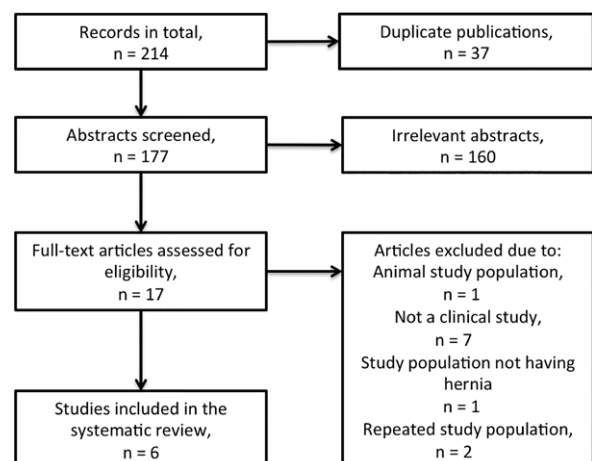 Records in total,
n = 214
Duplicate publications,
n = 37
Abstracts screened,
n = 177
Irrelevant abstracts,
n = 160
Full-text articles assessed for
eligibility,
n = 17
Articles excluded due to:
Animal study population,
n = 1
Not a clinical study,
n = 7
Study population not having
hernia
n = 1
Repeated study population,
n = 2
Studies included in the
systematic review,
n = 6